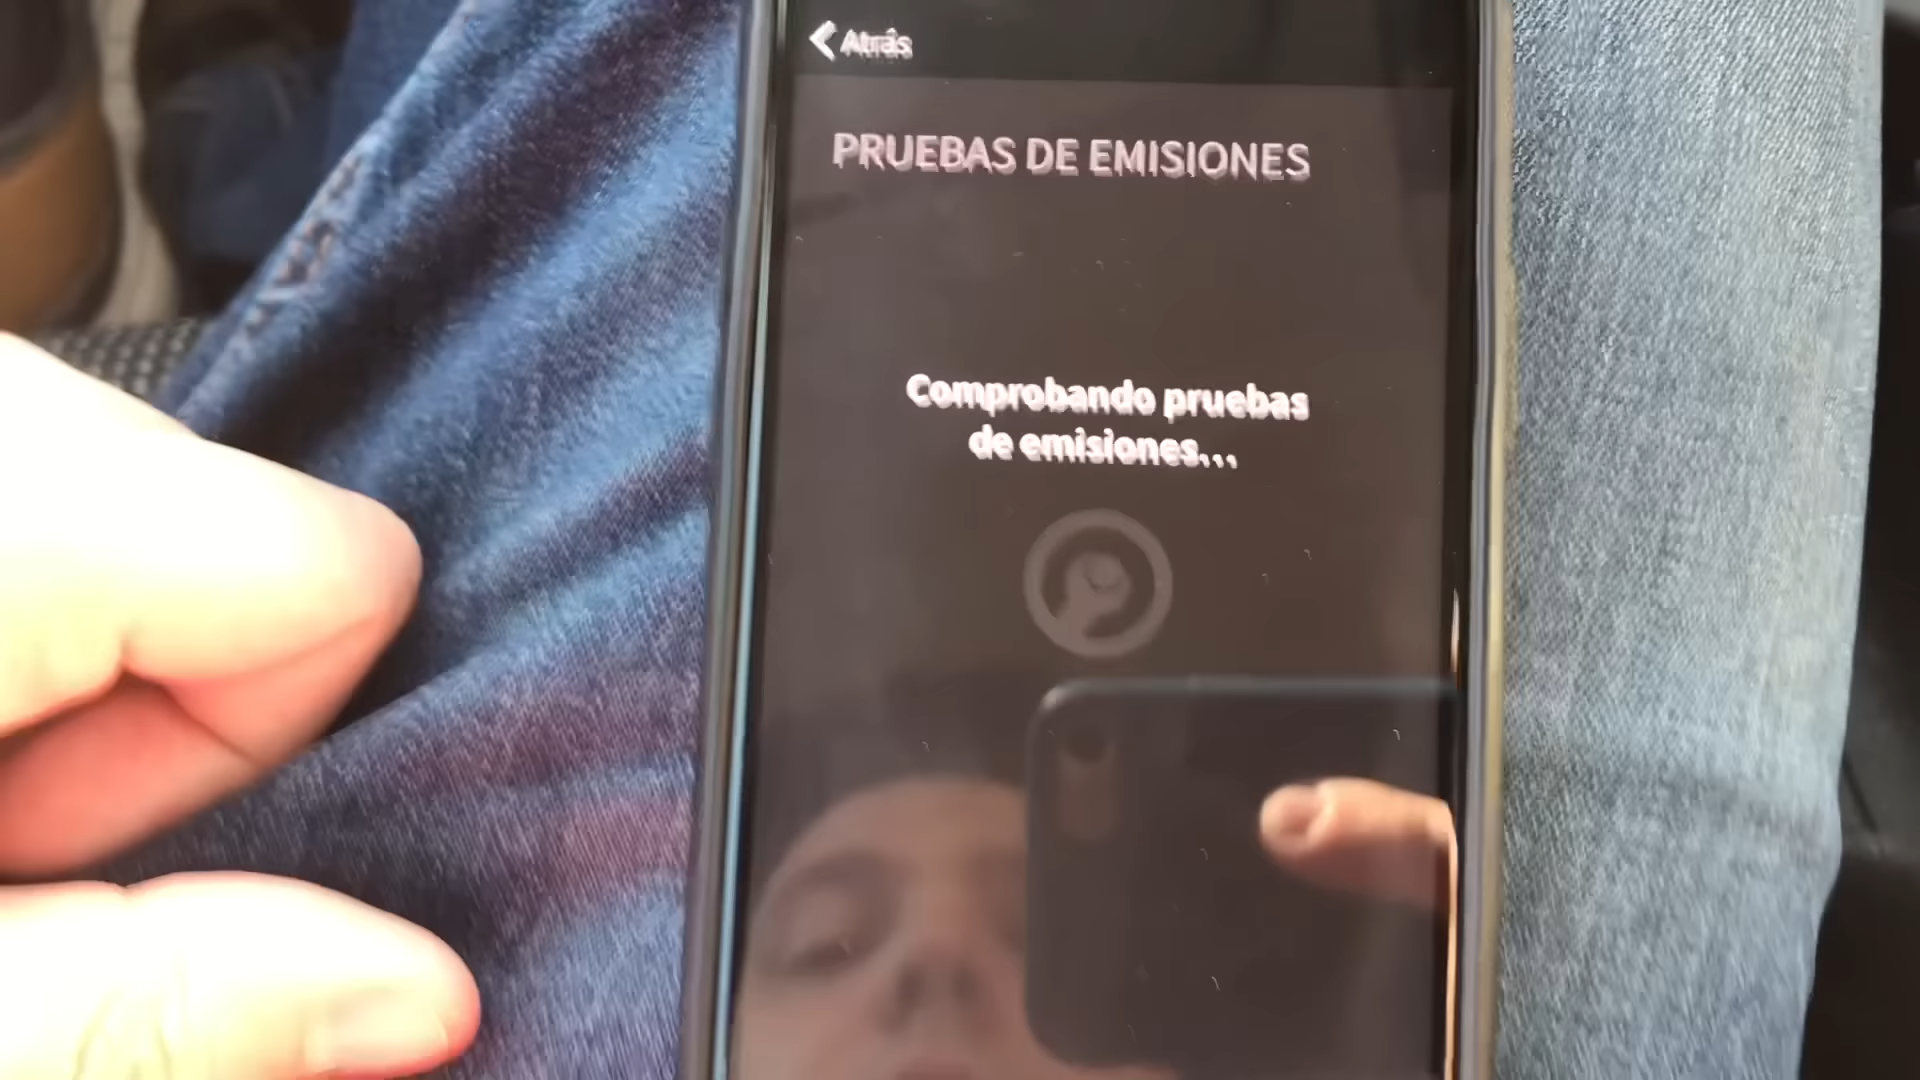 Atrás
PRUEBAS DE EMISIONES
Comprobando pruebas
de emisiones...